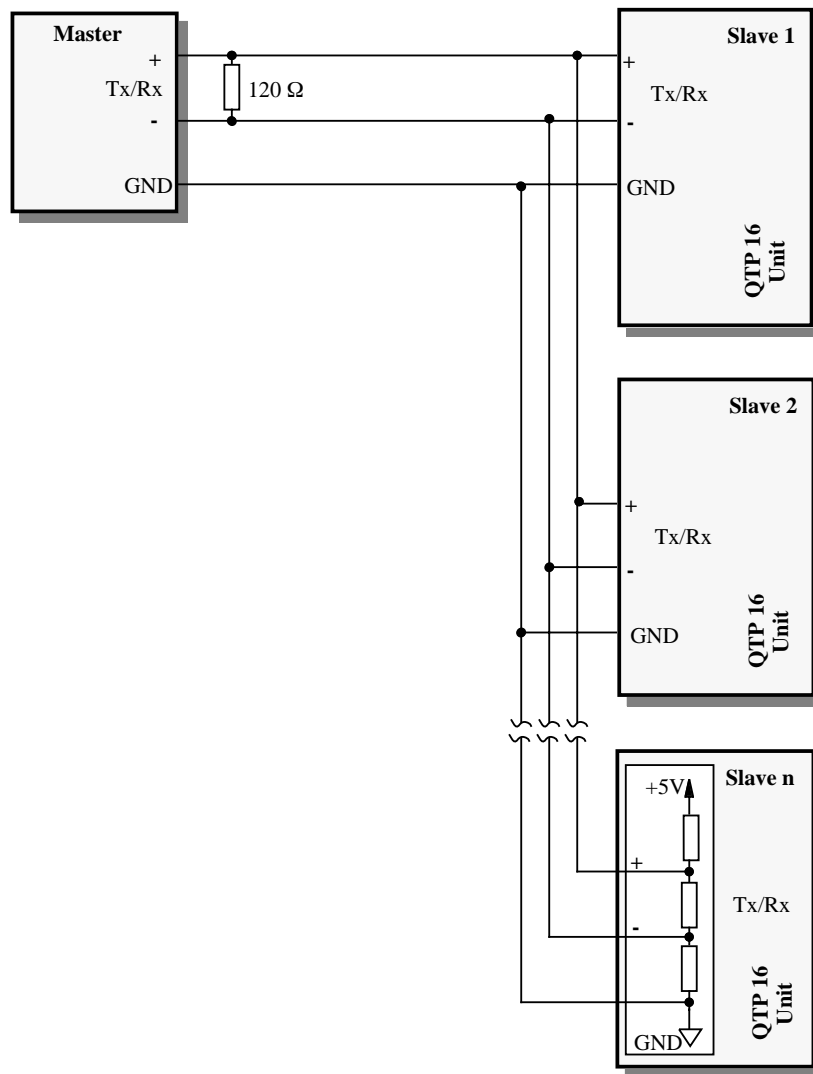 Master
+
Tx/Rx
-
GND
120 Ω
Slave 1
+
Tx/Rx
-
GND
QTP 16
Unit
Slave 2
+
Tx/Rx
-
GND
QTP 16
Unit
Slave n
+5V
+
Tx/Rx
-
GND
QTP 16
Unit